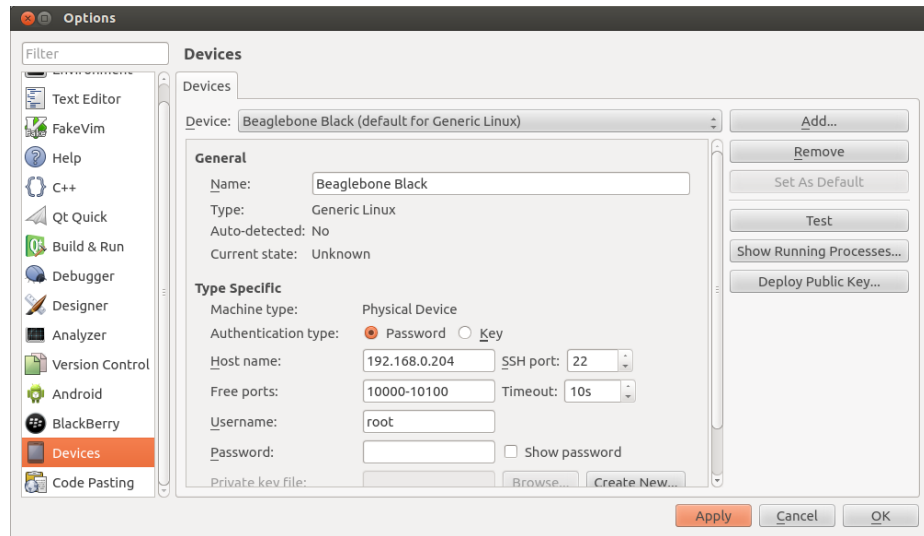 Options
Filter
Devices
Environment
Text Editor
FakeVim
Help
C++
Qt Quick
Build & Run
Debugger
Designer
Analyzer
Version Control
Android
BlackBerry
Devices
Code Pasting
Devices
Device: Beaglebone Black (default for Generic Linux)
General
Name: Beaglebone Black
Type: Generic Linux
Auto-detected: No
Current state: Unknown
Type Specific
Machine type: Physical Device
Authentication type: Password Key
Host name: 192.168.0.204 SSH port: 22
Free ports: 10000-10100 Timeout: 10s
Username: root
Password: Show password
Private key file: Browse... Create New...
Add...
Remove
Set As Default
Test
Show Running Processes...
Deploy Public Key...
Apply Cancel OK